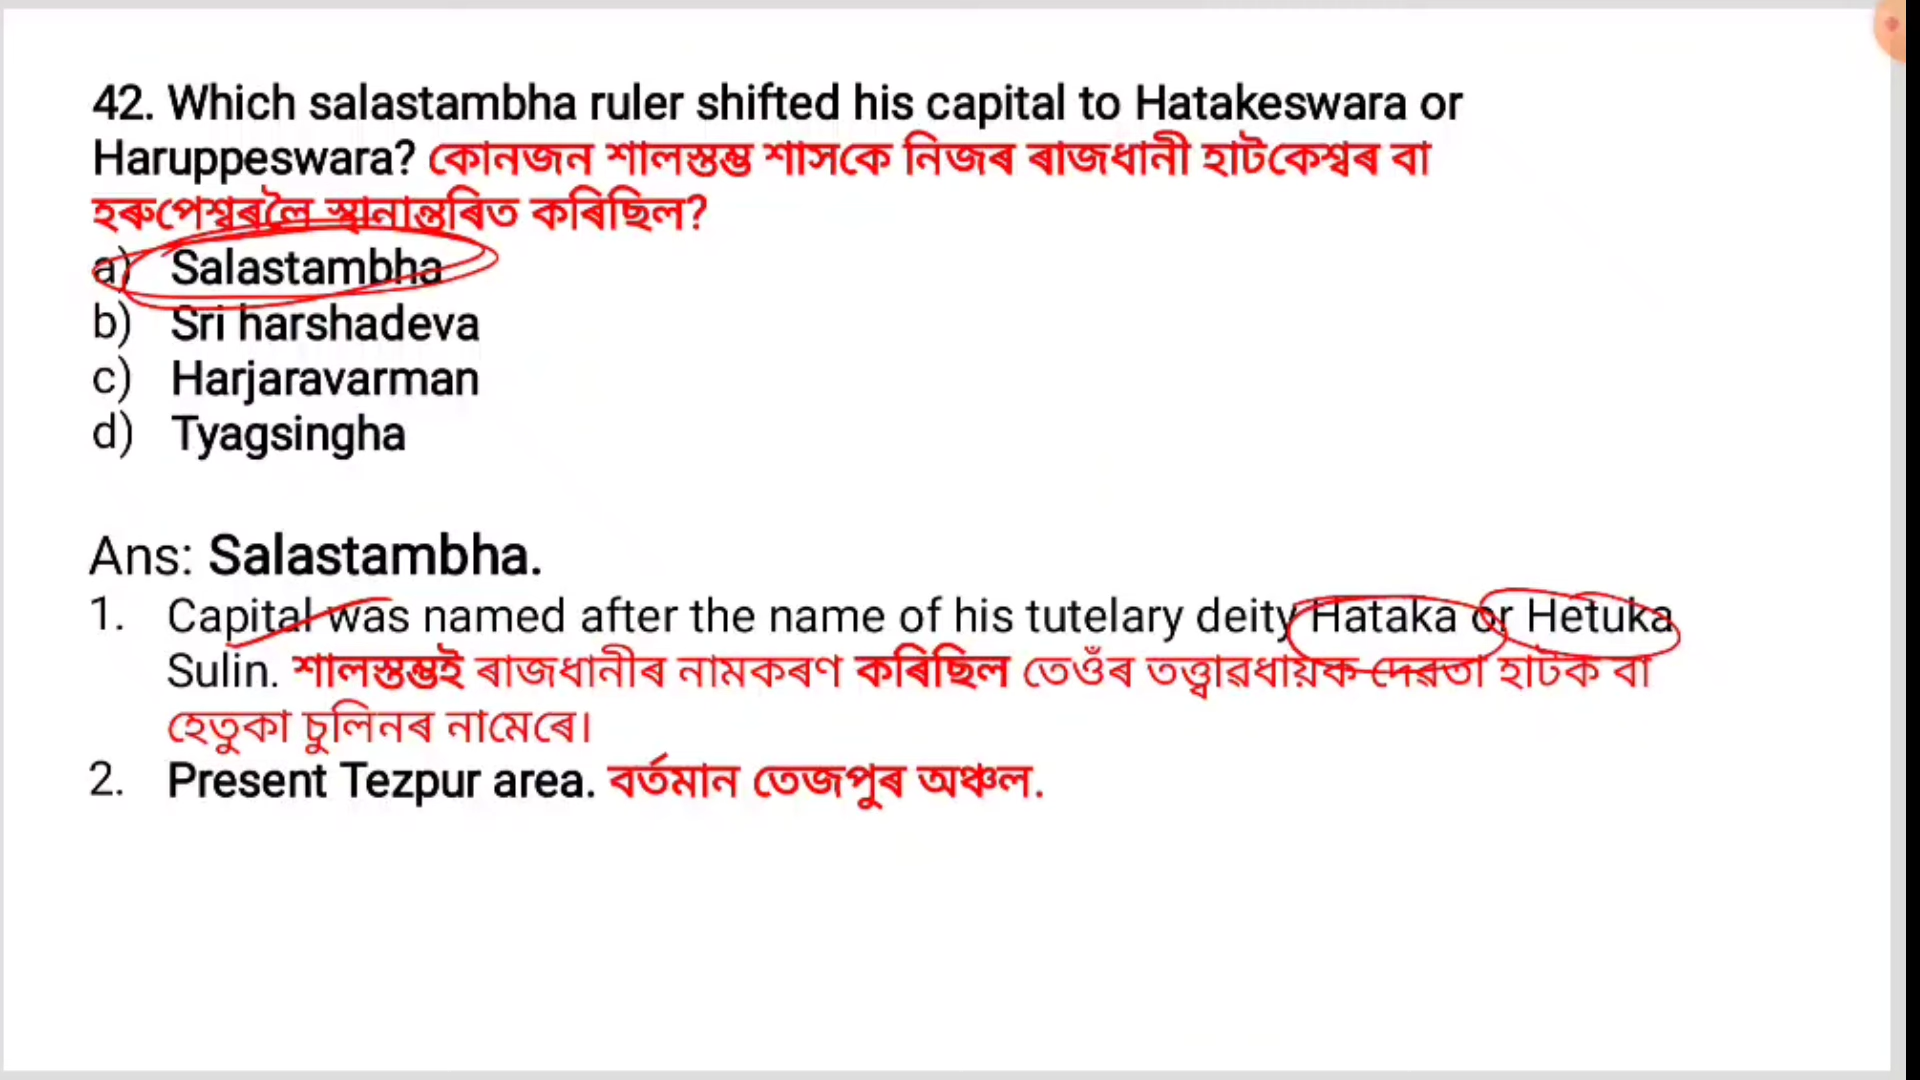 42. Which salastambha ruler shifted his capital to Hatakeswara or
Haruppeswara? কোনজন শালস্তম্ভ শাসকে নিজৰ ৰাজধানী হাটকেশ্বৰ বা
হৰুপেশ্বৰলৈ স্থানান্তৰিত কৰিছিল?
a) Salastambha
b) Sri harshadeva
c) Harjaravarman
d) Tyagsingha
Ans: Salastambha.
1. Capital was named after the name of his tutelary deity Hataka or Hetuka
Sulin. শালস্তম্ভই ৰাজধানীৰ নামকৰণ কৰিছিল তেওঁৰ তত্ত্বাৱধায়ক দেৱতা হাটক বা
হেতুকা চুলিনৰ নামেৰে।
2. Present Tezpur area. বৰ্তমান তেজপুৰ অঞ্চল.